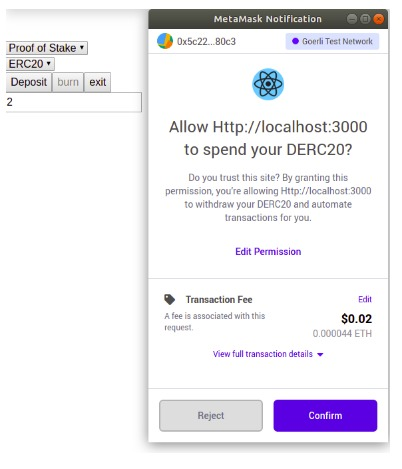 MetaMask Notification
0x5c22...80c3
Goerli Test Network
Proof of Stake
ERC20
Deposit burn exit
2
Allow Http://localhost:3000
to spend your DERC20?
Do you trust this site? By granting this
permission, you're allowing Http://localhost:3000
to withdraw your DERC20 and automate
transactions for you.
Edit Permission
Transaction Fee
Edit
A fee is associated with this
request.
$0.02
0.000044 ETH
View full transaction details
Reject
Confirm